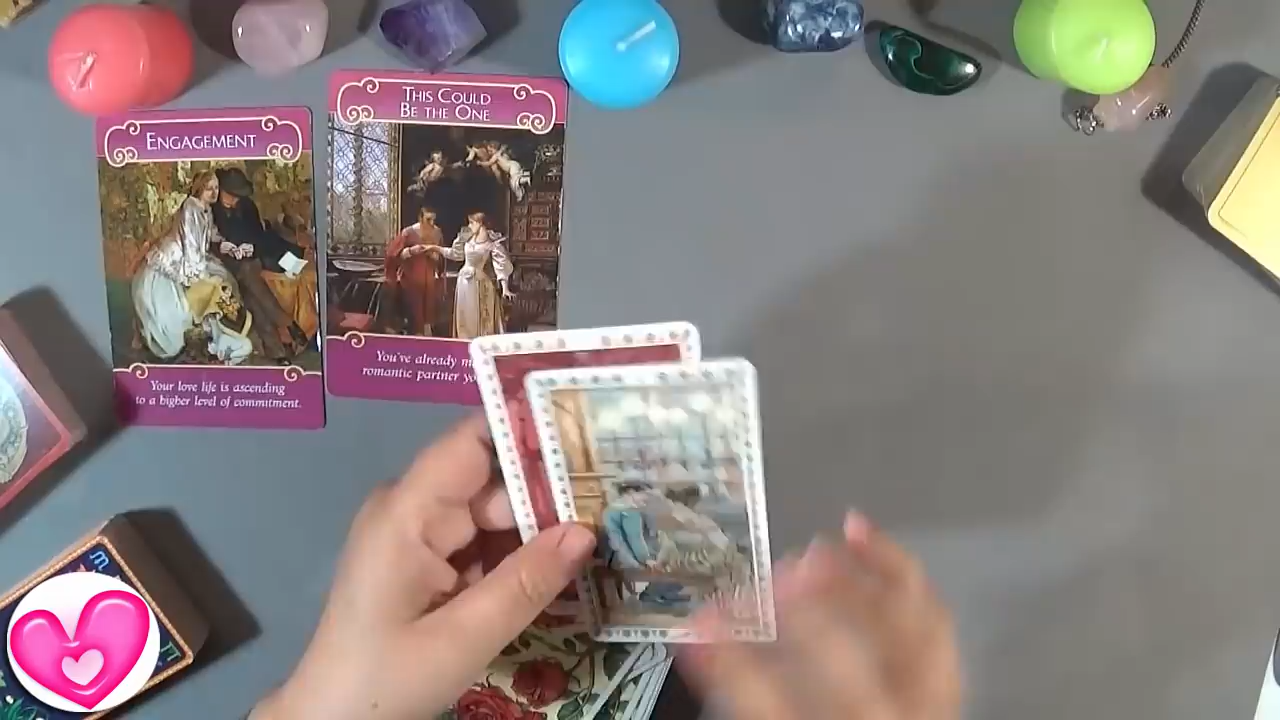 ENGAGEMENT
Your love life is ascending
to a higher level of commitment.
THIS COULD
BE THE ONE
You've already
romantic partner